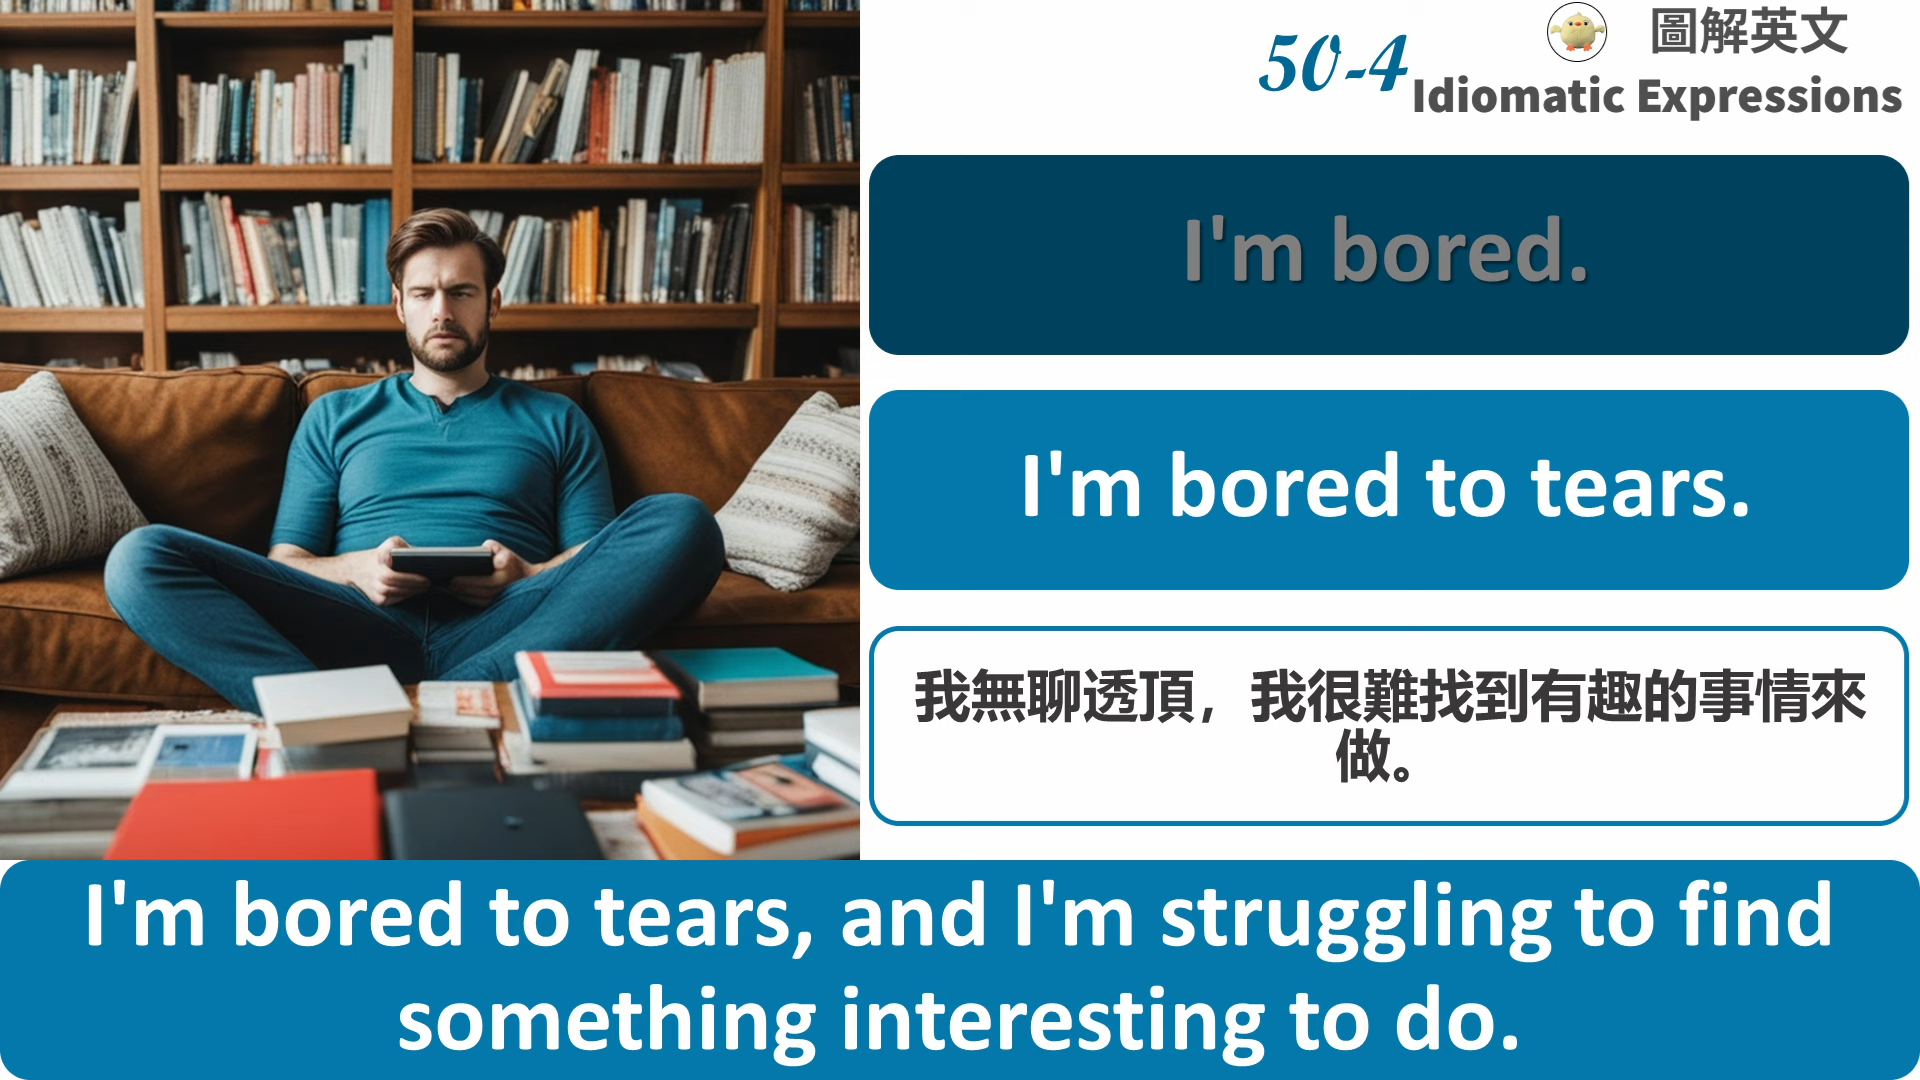 50-4
圖解英文
Idiomatic Expressions
I'm bored.
I'm bored to tears.
我無聊透頂，我很難找到有趣的事情來
做。
I'm bored to tears, and I'm struggling to find
something interesting to do.